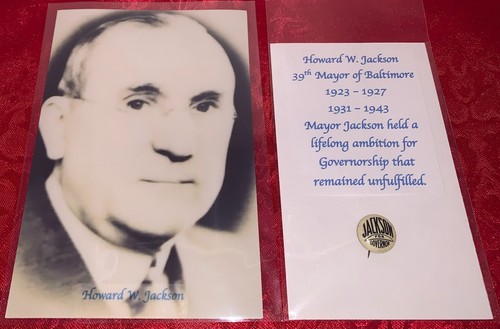 Howard W. Jackson
Howard W. Jackson
39th Mayor of Baltimore
1923 – 1927
1931 – 1943
Mayor Jackson held a
lifelong ambition for
Governorship that
remained unfulfilled.
JACKSON
FOR
GOVERNOR